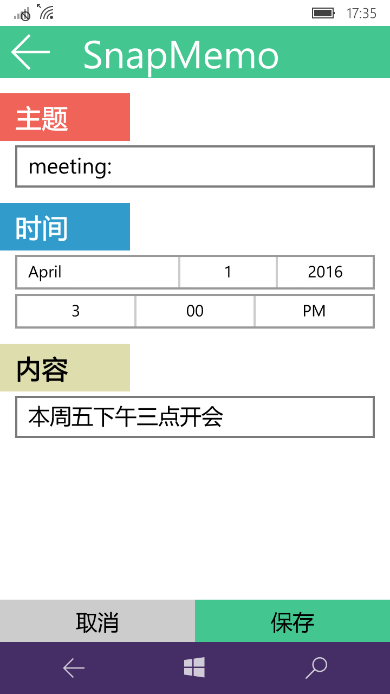 17:35
SnapMemo
主题
meeting:
时间
April 1 2016
3 00 PM
内容
本周五下午三点开会
取消 保存